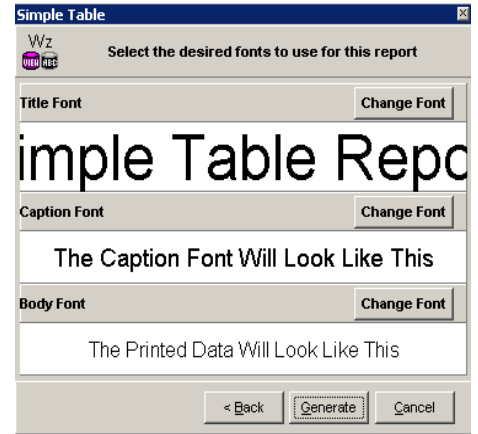 Simple Table
Wz
VIEW ABC
Select the desired fonts to use for this report
Title Font
Change Font
imple Table Repo
Caption Font
Change Font
The Caption Font Will Look Like This
Body Font
Change Font
The Printed Data Will Look Like This
< Back
Generate
Cancel